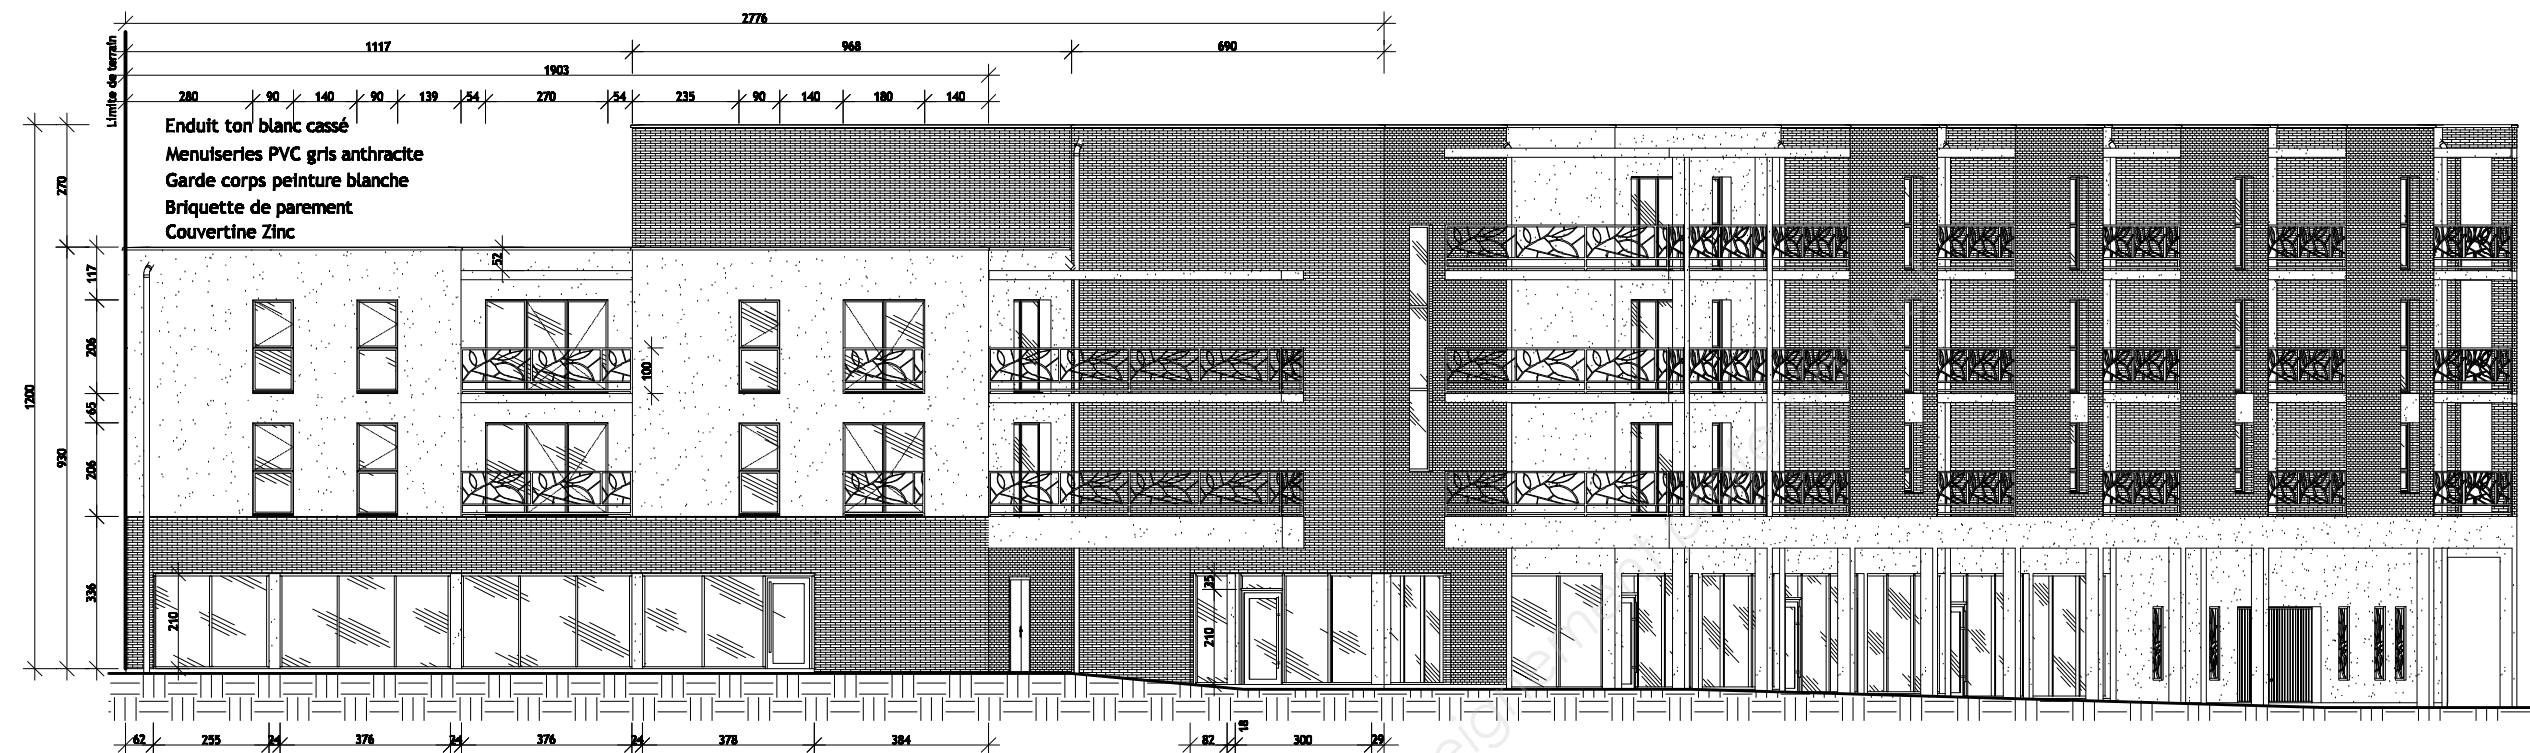 2776
1117 968 690
1903
280 90 140 90 139 54 270 54 235 90 140 180 140
Limite de terrain
Enduit ton blanc cassé
Menuiseries PVC gris anthracite
Garde corps peinture blanche
Briquette de parement
Couvertine Zinc
270
52
117
206
100
1200
65
930
206
336
210
35
210
62 255 24 376 24 376 24 378 384 82 18 300 29